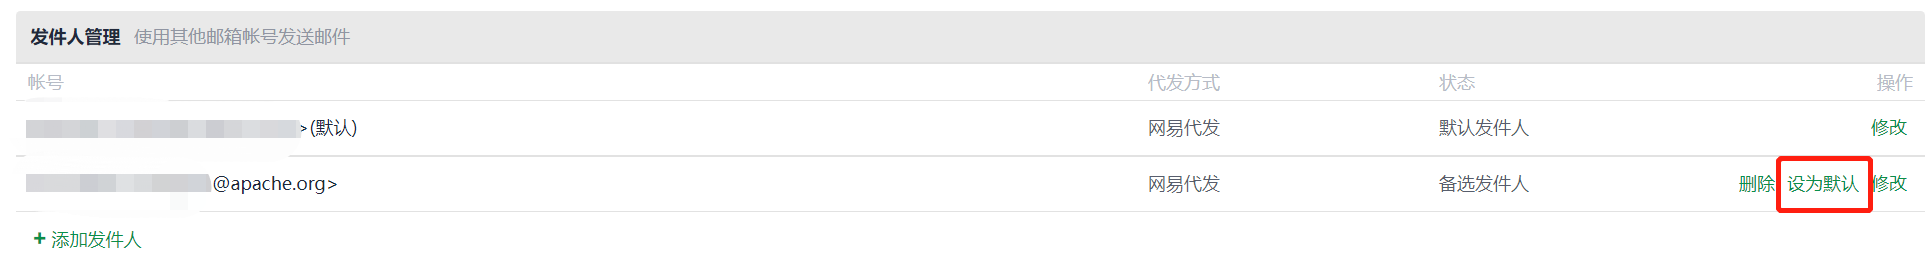 发件人管理 使用其他邮箱帐号发送邮件
帐号 代发方式 状态 操作
>(默认) 网易代发 默认发件人 修改
@apache.org> 网易代发 备选发件人 删除 设为默认 修改
+ 添加发件人